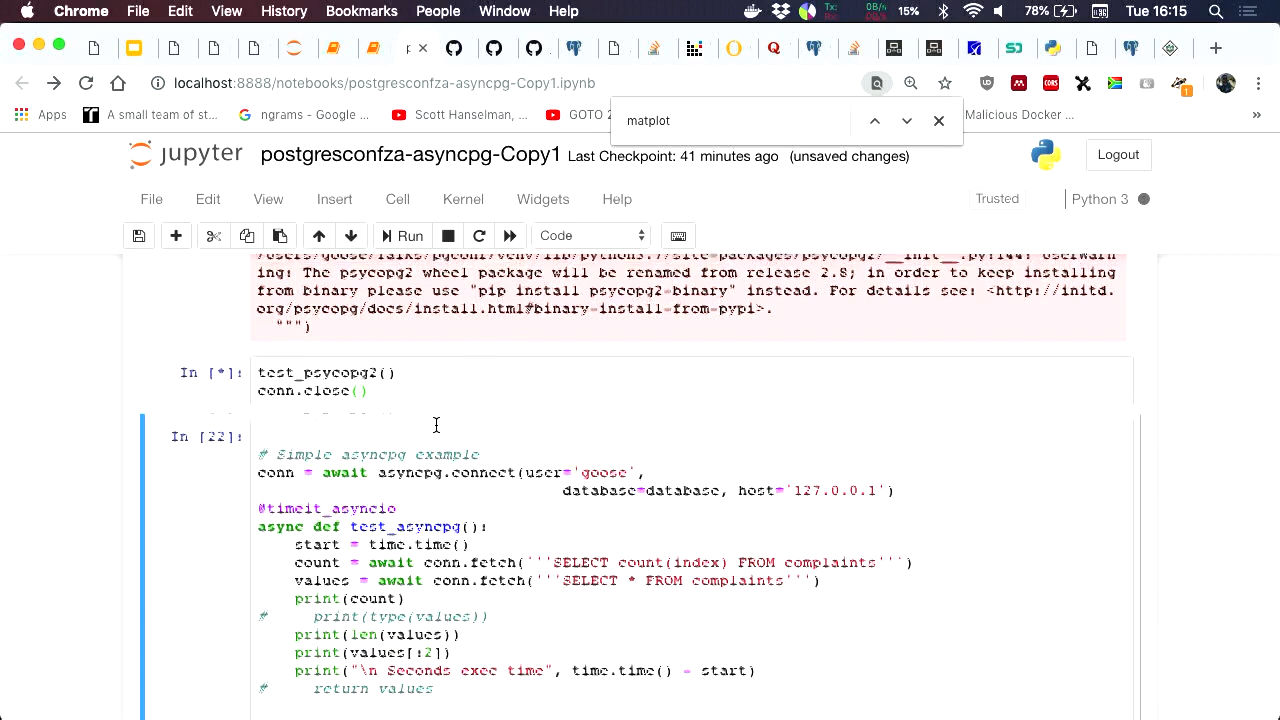 Chrome File Edit View History Bookmarks People Window Help Tx: Rx: 0B/s 0B/s 15% 78% Tue 16:15
localhost:8888/notebooks/postgresconfza-asyncpg-Copy1.ipynb
Apps A small team of st... ngrams - Google ... Scott Hanselman, ... GOTO 2 Malicious Docker ... »
matplot
jupyter postgresconfza-asyncpg-Copy1 Last Checkpoint: 41 minutes ago (unsaved changes) Logout
File Edit View Insert Cell Kernel Widgets Help Trusted Python 3
Run Code
ing: The psycopg2 wheel package will be renamed from release 2.8; in order to keep installing
from binary please use "pip install psycopg2-binary" instead. For details see: <http://initd.
org/psycopg/docs/install.html#binary-install-from-pypi>.
""")
In [*]: test_psycopg2()
conn.close()
In [22]:
# Simple asyncpg example
conn = await asyncpg.connect(user='goose',
database=database, host='127.0.0.1')
@timeit_asyncio
async def test_asyncpg():
start = time.time()
count = await conn.fetch('''SELECT count(index) FROM complaints''')
values = await conn.fetch('''SELECT * FROM complaints''')
print(count)
# print(type(values))
print(len(values))
print(values[:2])
print("\n Seconds exec time", time.time() - start)
# return values